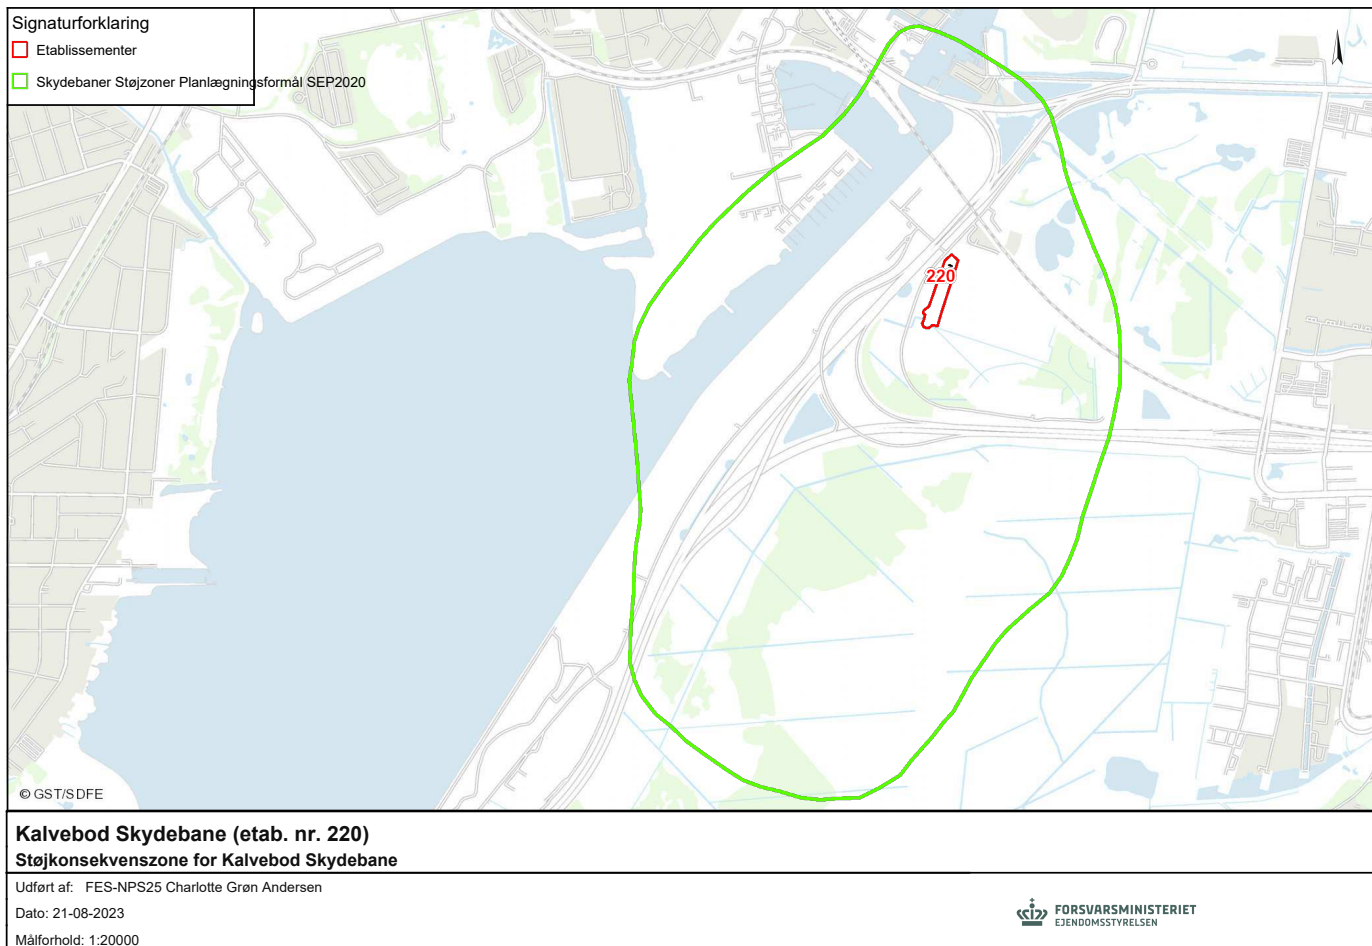 Signaturforklaring
Etablissementer
Skydebaner Støjzoner Planlægningsformål SEP2020
220
© GST/SDFE
Kalvebod Skydebane (etab. nr. 220)
Støjkonsekvenszone for Kalvebod Skydebane
Udført af: FES-NPS25 Charlotte Grøn Andersen
Dato: 21-08-2023
Målforhold: 1:20000
FORSVARSMINISTERIET
EJENDOMSSTYRELSEN